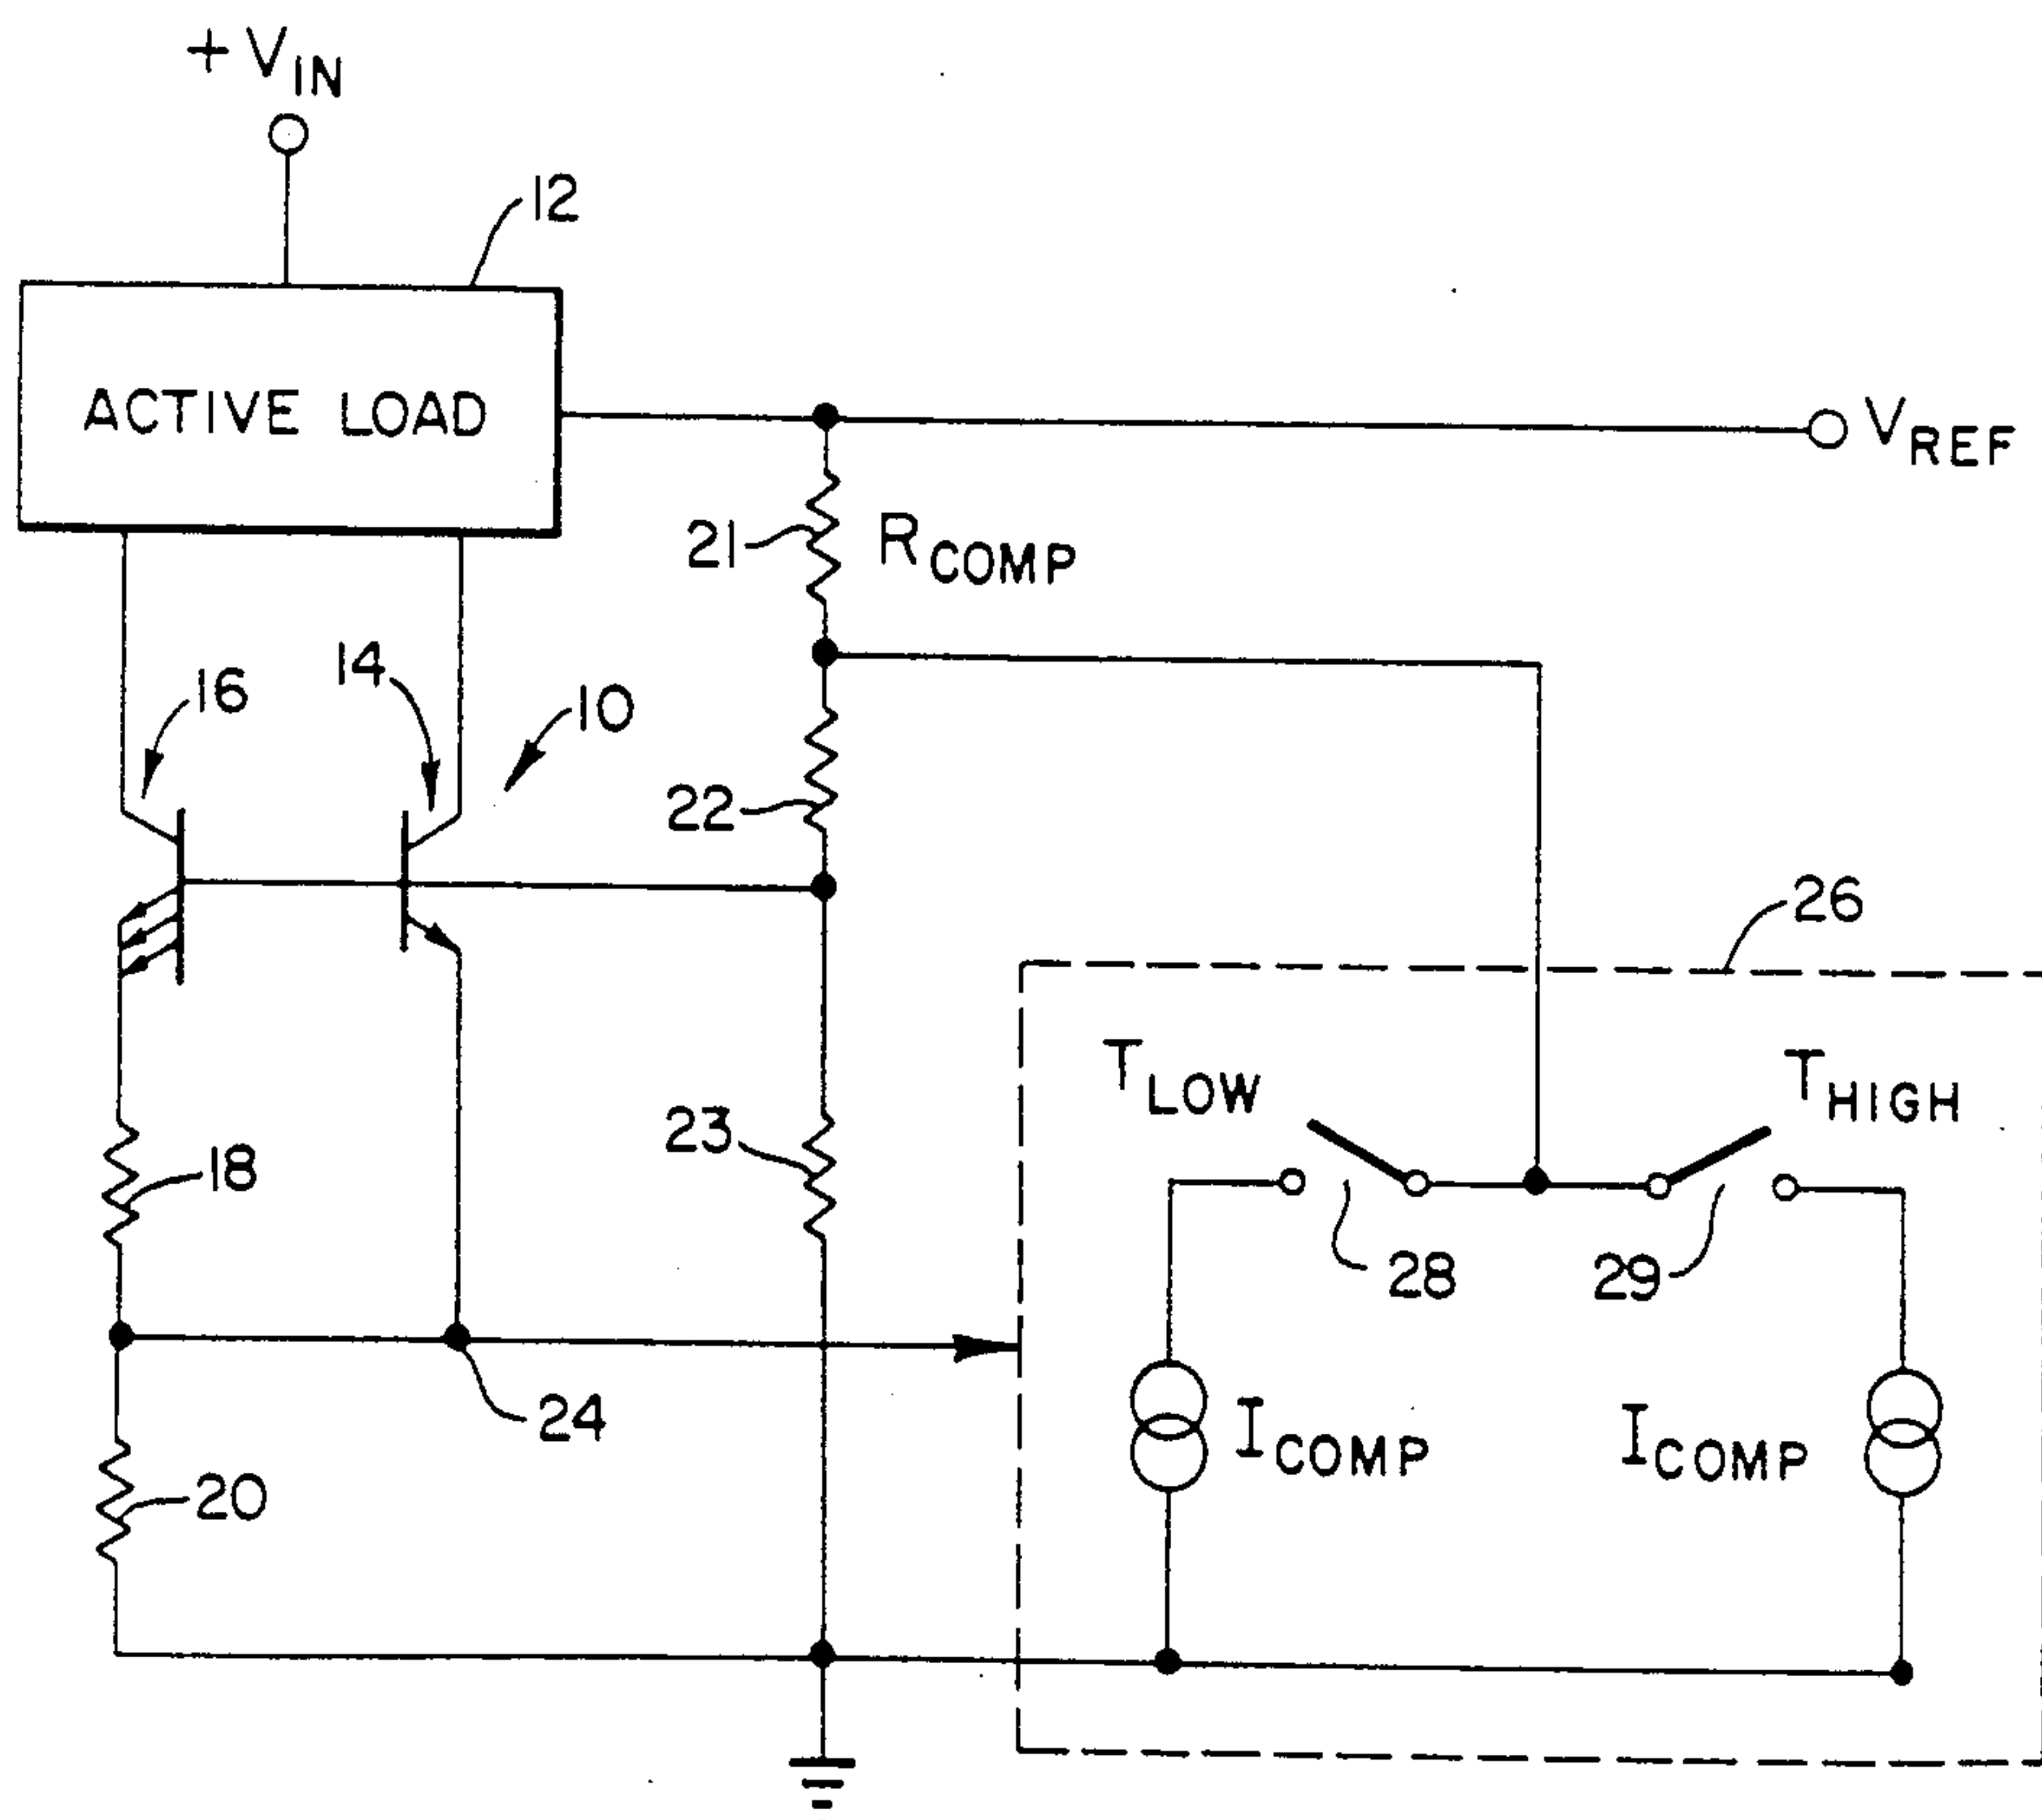 +VIN
12
ACTIVE LOAD
VREF
21
RCOMP
16
14
10
22
26
TLOW
THIGH
23
18
28
29
24
ICOMP
ICOMP
20